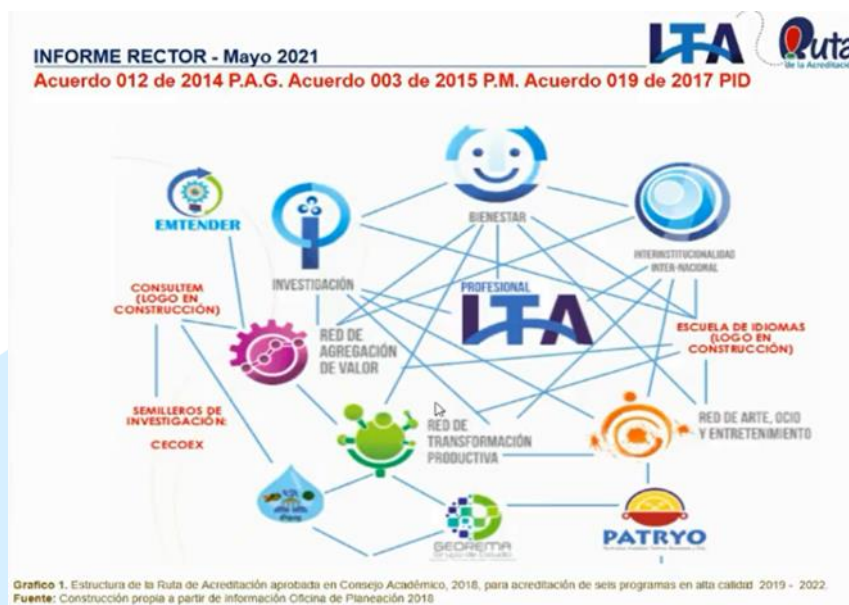 INFORME RECTOR - Mayo 2021
ITA
Ruta
de la Acreditación
Acuerdo 012 de 2014 P.A.G. Acuerdo 003 de 2015 P.M. Acuerdo 019 de 2017 PID
EMTENDER
BIENESTAR
INTERINSTITUCIONALIDAD
INTER-NACIONAL
INVESTIGACIÓN
PROFESIONAL
ITA
CONSULTEM
(LOGO EN
CONSTRUCCIÓN)
RED DE
AGREGACIÓN
DE VALOR
ESCUELA DE IDIOMAS
(LOGO EN
CONSTRUCCIÓN)
SEMILLEROS DE
INVESTIGACIÓN:
CECOEX
RED DE
TRANSFORMACIÓN
PRODUCTIVA
RED DE ARTE, OCIO
Y ENTRETENIMIENTO
GEOREMA
Grupo de Estudio
PATRYO
Grafico 1. Estructura de la Ruta de Acreditación aprobada en Consejo Académico, 2018, para acreditación de seis programas en alta calidad 2019 - 2022.
Fuente: Construcción propia a partir de información Oficina de Planeación 2018